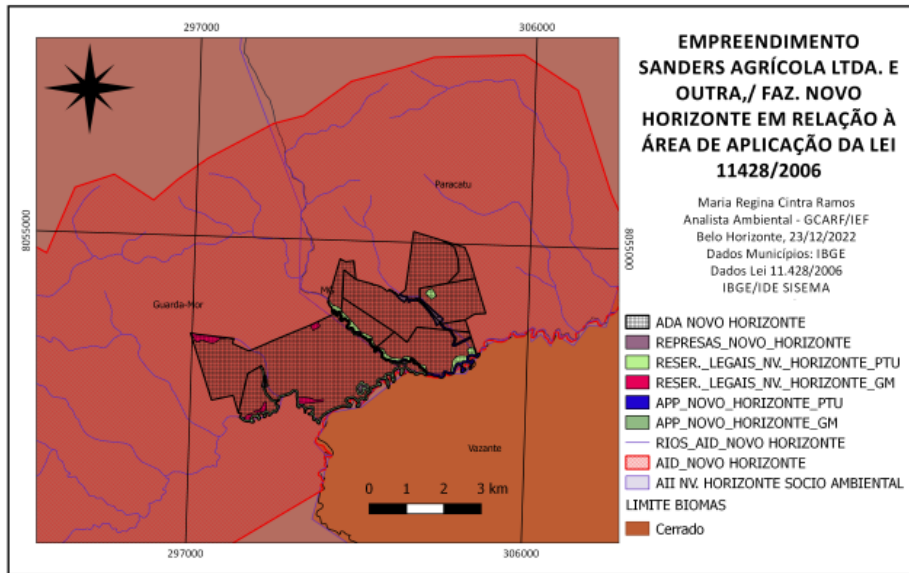 297000
306000
8055000
8055000
Paracatu
Guarda-Mor
MG
Vazante
0 1 2 3 km
297000
306000
EMPREENDIMENTO
SANDERS AGRÍCOLA LTDA. E
OUTRA,/ FAZ. NOVO
HORIZONTE EM RELAÇÃO À
ÁREA DE APLICAÇÃO DA LEI
11428/2006
Maria Regina Cintra Ramos
Analista Ambiental - GCARF/IEF
Belo Horizonte, 23/12/2022
Dados Municípios: IBGE
Dados Lei 11.428/2006
IBGE/IDE SISEMA
ADA NOVO HORIZONTE
REPRESAS_NOVO_HORIZONTE
RESER._LEGAIS_NV._HORIZONTE_PTU
RESER._LEGAIS_NV._HORIZONTE_GM
APP_NOVO_HORIZONTE_PTU
APP_NOVO_HORIZONTE_GM
RIOS_AID_NOVO HORIZONTE
AID_NOVO HORIZONTE
AII NV. HORIZONTE SOCIO AMBIENTAL
LIMITE BIOMAS
Cerrado